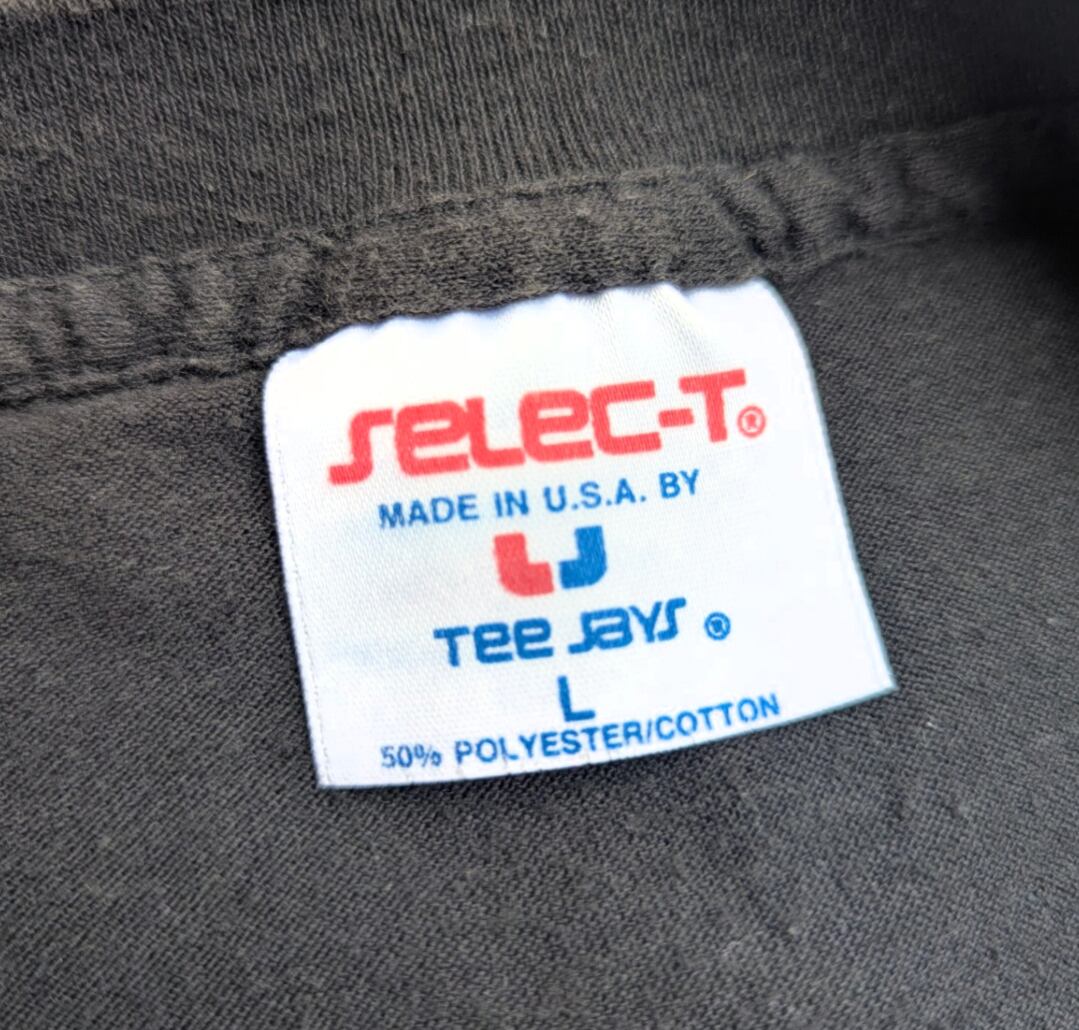 SELEC-T®
MADE IN U.S.A. BY
TEE JAYS ®
L
50% POLYESTER/COTTON